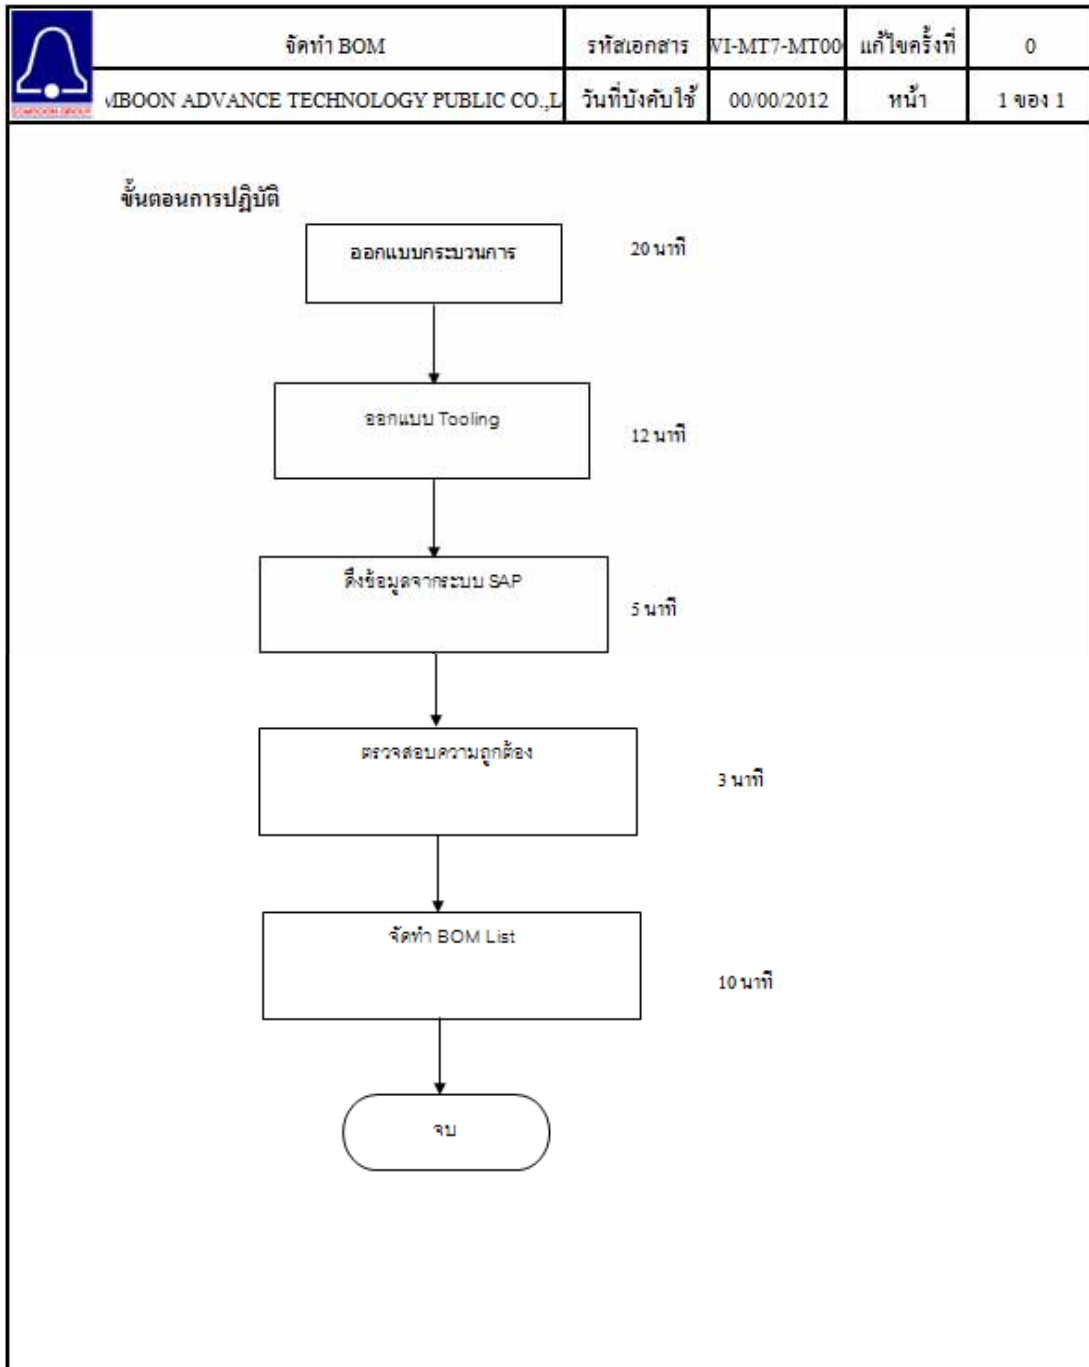 จัดทำ BOM
รหัสเอกสาร
VI-MT7-MT00
แก้ไขครั้งที่
0
SOMBOON GROUP
MBOON ADVANCE TECHNOLOGY PUBLIC CO.,L
วันที่บังคับใช้
00/00/2012
หน้า
1 ของ 1
ขั้นตอนการปฏิบัติ
ออกแบบกระบวนการ
20 นาที
ออกแบบ Tooling
12 นาที
ดึงข้อมูลจากระบบ SAP
5 นาที
ตรวจสอบความถูกต้อง
3 นาที
จัดทำ BOM List
10 นาที
จบ